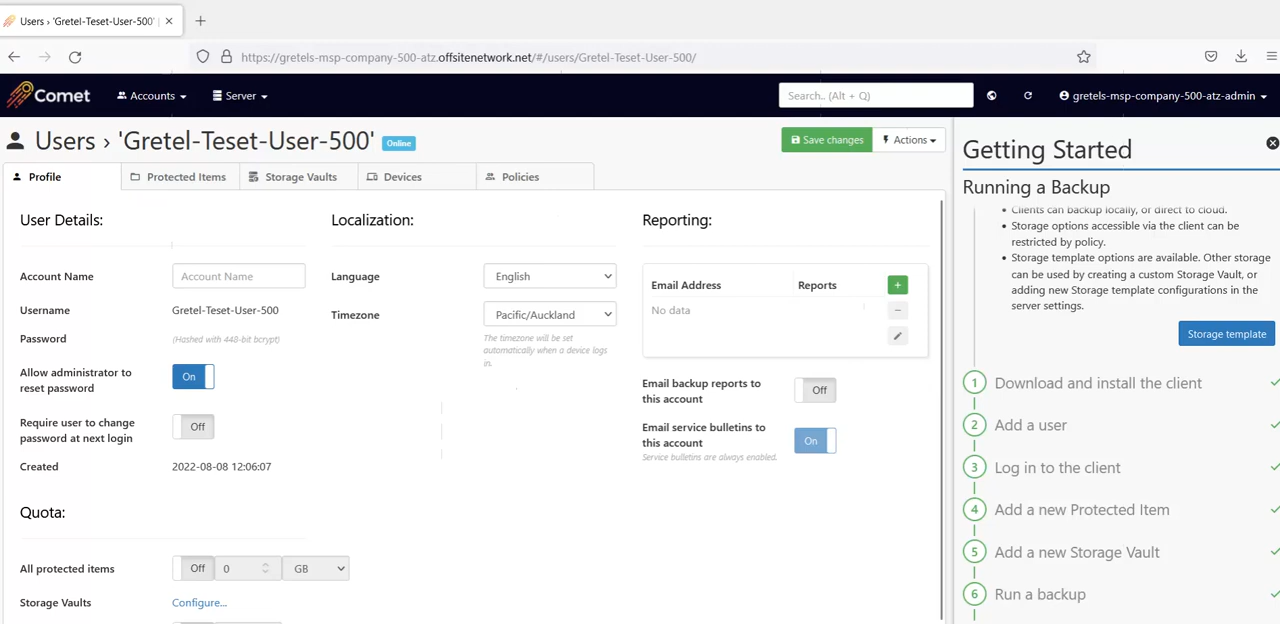 Users › 'Gretel-Teset-User-500'
https://gretels-msp-company-500-atz.offsitenetwork.net/#/users/Gretel-Teset-User-500/
Comet
Accounts
Server
Search.. (Alt + Q)
gretels-msp-company-500-atz-admin
Users › 'Gretel-Teset-User-500'
Online
Save changes
Actions
Profile
Protected Items
Storage Vaults
Devices
Policies
User Details:
Account Name
Account Name
Username
Gretel-Teset-User-500
Password
(Hashed with 448-bit bcrypt)
Allow administrator to
reset password
On
Require user to change
password at next login
Off
Created
2022-08-08 12:06:07
Quota:
All protected items
Off
0
GB
Storage Vaults
Configure...
Localization:
Language
English
Timezone
Pacific/Auckland
The timezone will be set
automatically when a device logs
in.
Reporting:
Email Address
Reports
No data
Email backup reports to
this account
Off
Email service bulletins to
this account
On
Service bulletins are always enabled.
Getting Started
Running a Backup
• Clients can backup locally, or direct to cloud.
• Storage options accessible via the client can be
restricted by policy.
• Storage template options are available. Other storage
can be used by creating a custom Storage Vault, or
adding new Storage template configurations in the
server settings.
Storage template
1 Download and install the client
2 Add a user
3 Log in to the client
4 Add a new Protected Item
5 Add a new Storage Vault
6 Run a backup